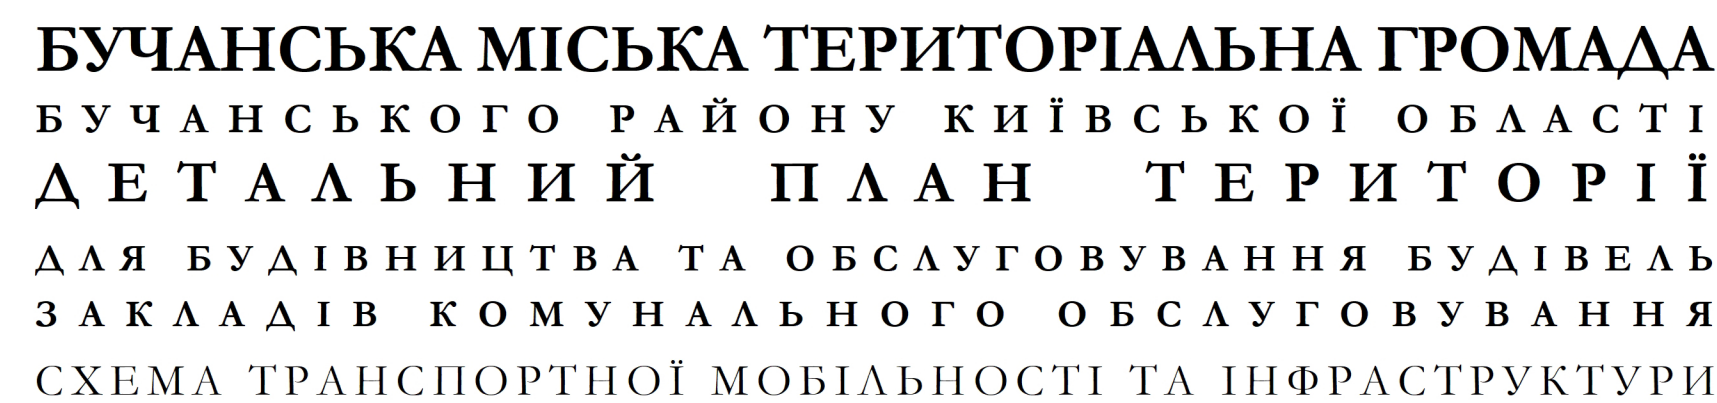 БУЧАНСЬКА МІСЬКА ТЕРИТОРІАЛЬНА ГРОМАДА
БУЧАНСЬКОГО РАЙОНУ КИЇВСЬКОЇ ОБЛАСТІ
ДЕТАЛЬНИЙ ПЛАН ТЕРИТОРІЇ
ДЛЯ БУДІВНИЦТВА ТА ОБСЛУГОВУВАННЯ БУДІВЕЛЬ
ЗАКЛАДІВ КОМУНАЛЬНОГО ОБСЛУГОВУВАННЯ
СХЕМА ТРАНСПОРТНОЇ МОБІЛЬНОСТІ ТА ІНФРАСТРУКТУРИ